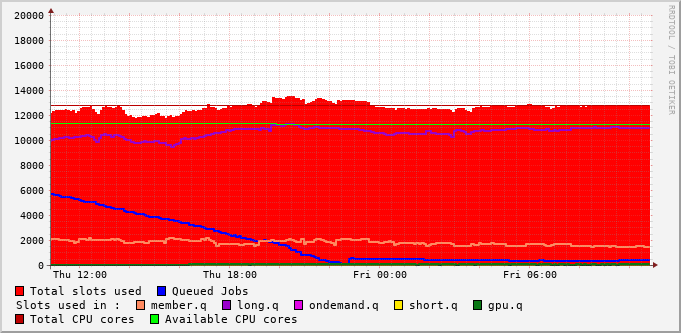 20000
18000
16000
14000
12000
10000
8000
6000
4000
2000
0
Thu 12:00 Thu 18:00 Fri 00:00 Fri 06:00
RRDTOOL / TOBI OETIKER
Total slots used Queued Jobs
Slots used in : member.q long.q ondemand.q short.q gpu.q
Total CPU cores Available CPU cores